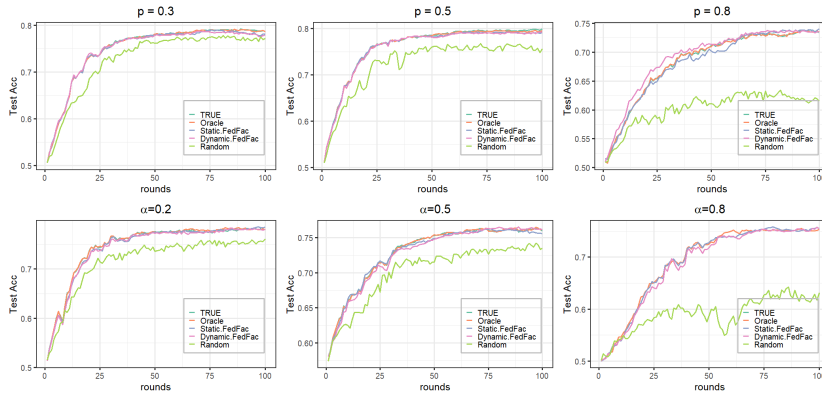 p = 0.3
0.8
0.7
0.6
0.5
Test Acc
TRUE
Oracle
Static.FedFac
Dynamic.FedFac
Random
0 25 50 75 100
rounds
p = 0.5
0.8
0.7
0.6
0.5
Test Acc
TRUE
Oracle
Static.FedFac
Dynamic.FedFac
Random
0 25 50 75 100
rounds
p = 0.8
0.75
0.70
0.65
0.60
0.55
0.50
Test Acc
TRUE
Oracle
Static.FedFac
Dynamic.FedFac
Random
0 25 50 75 100
rounds
α=0.2
0.7
0.6
0.5
Test Acc
TRUE
Oracle
Static.FedFac
Dynamic.FedFac
Random
0 25 50 75 100
rounds
α=0.5
0.75
0.70
0.65
0.60
Test Acc
TRUE
Oracle
Static.FedFac
Dynamic.FedFac
Random
0 25 50 75 100
rounds
α=0.8
0.8
0.7
0.6
0.5
Test Acc
TRUE
Oracle
Static.FedFac
Dynamic.FedFac
Random
0 25 50 75 100
rounds